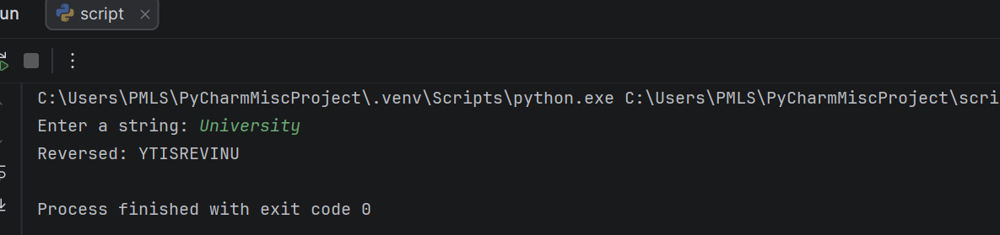 un script
C:\Users\PMLS\PyCharmMiscProject\.venv\Scripts\python.exe C:\Users\PMLS\PyCharmMiscProject\scri
Enter a string: University
Reversed: YTISREVINU
Process finished with exit code 0